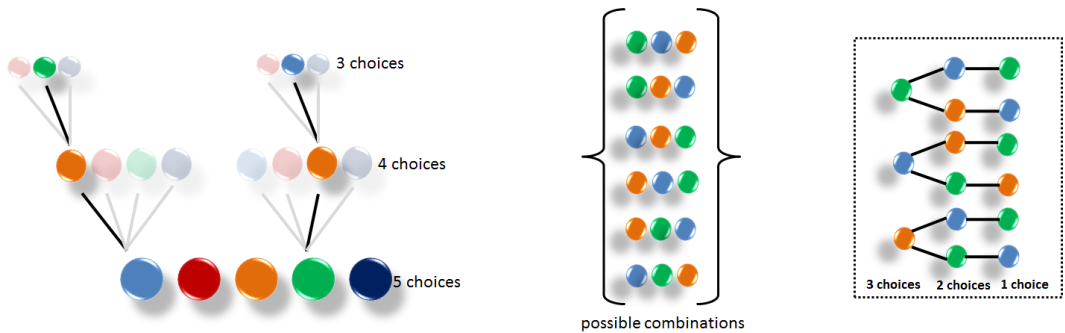 3 choices
4 choices
5 choices
possible combinations
3 choices 2 choices 1 choice